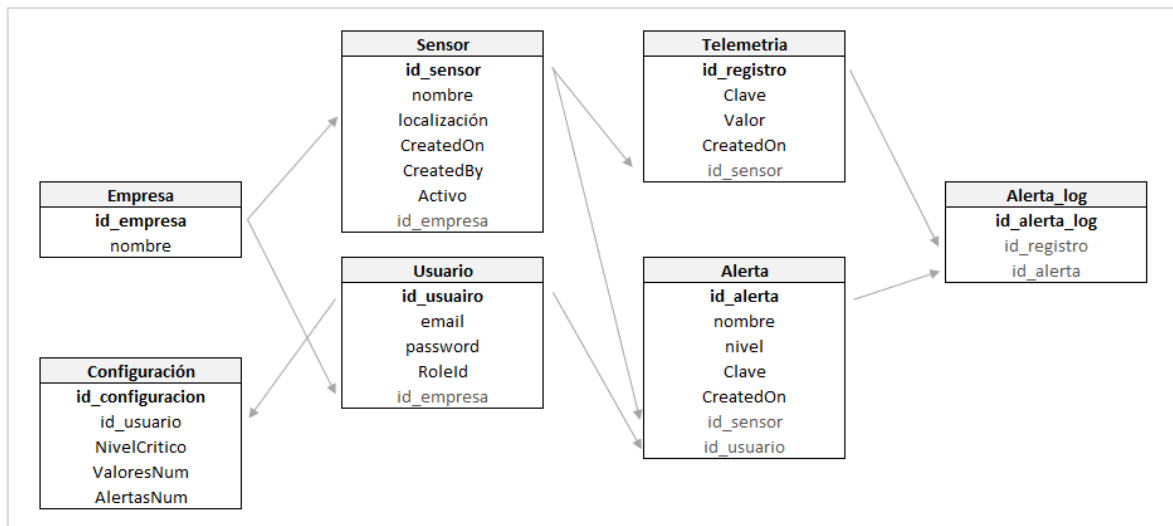 Empresa
id_empresa
nombre
Configuración
id_configuracion
id_usuario
NivelCritico
ValoresNum
AlertasNum
Sensor
id_sensor
nombre
localización
CreatedOn
CreatedBy
Activo
id_empresa
Usuario
id_usuairo
email
password
RoleId
id_empresa
Telemetria
id_registro
Clave
Valor
CreatedOn
id_sensor
Alerta
id_alerta
nombre
nivel
Clave
CreatedOn
id_sensor
id_usuario
Alerta_log
id_alerta_log
id_registro
id_alerta